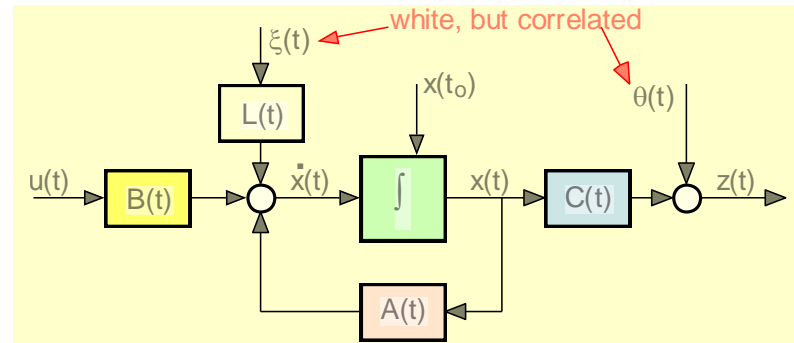 white, but correlated
ξ(t)
x(t₀)
θ(t)
L(t)
u(t)
B(t)
ẋ(t)
∫
x(t)
C(t)
z(t)
A(t)